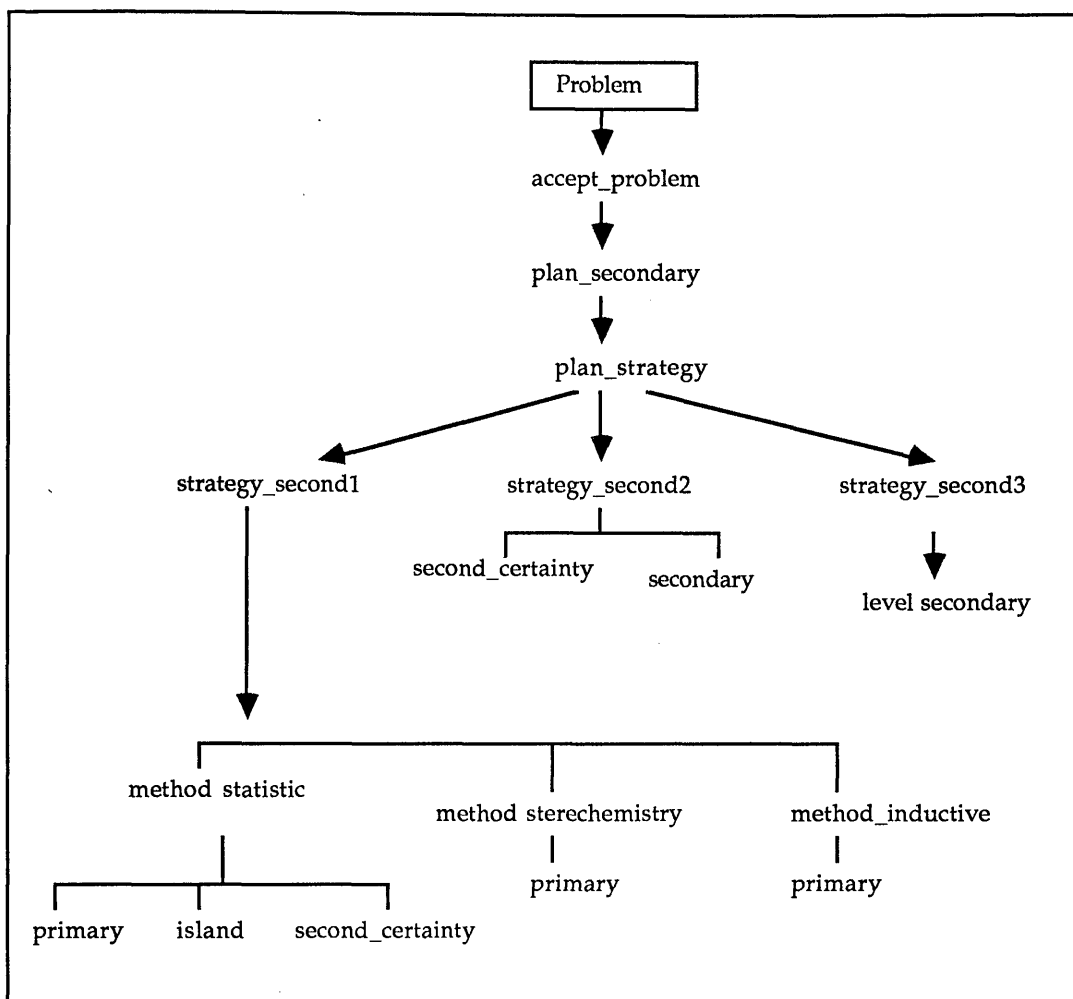 Problem
accept_problem
plan_secondary
plan_strategy
strategy_second1
strategy_second2
strategy_second3
second_certainty
secondary
level secondary
method statistic
method sterechemistry
method_inductive
primary
primary
primary
island
second_certainty